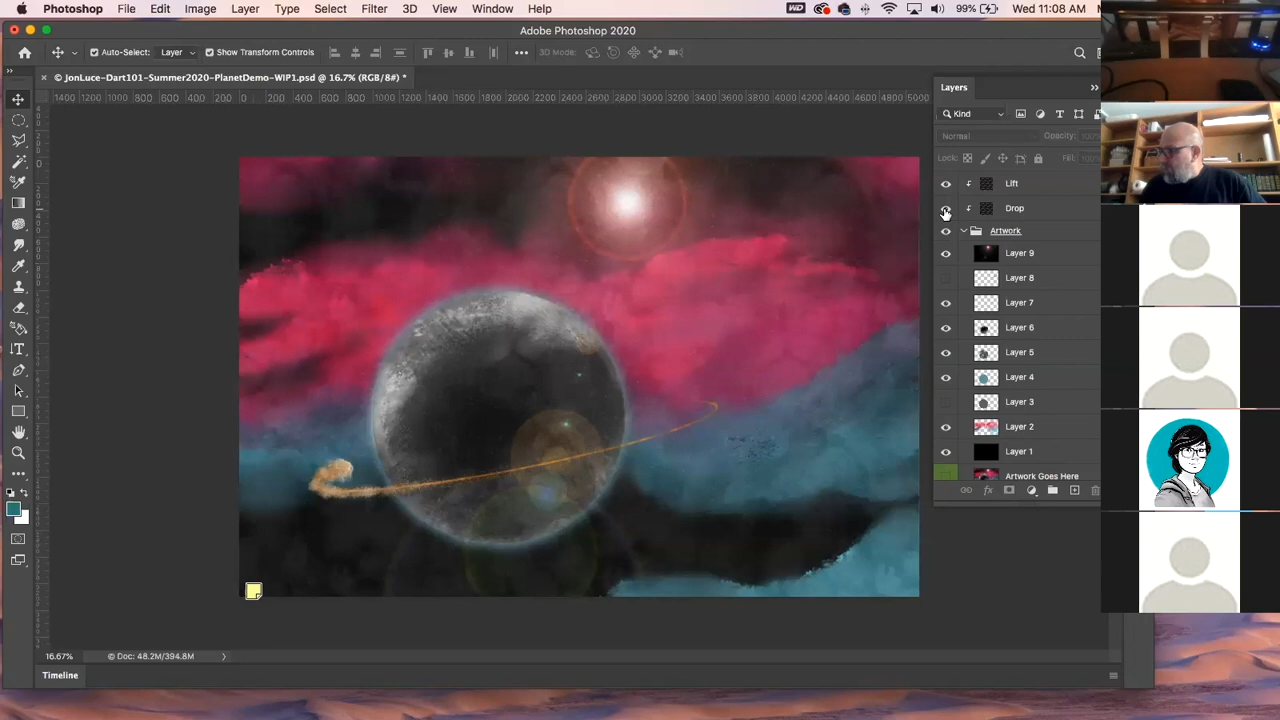 Photoshop File Edit Image Layer Type Select Filter 3D View Window Help 99% Wed 11:08 AM
Adobe Photoshop 2020
Auto-Select: Layer Show Transform Controls 3D Mode:
× © JonLuce-Dart101-Summer2020-PlanetDemo-WIP1.psd @ 16.7% (RGB/8#) *
1400 1200 1000 800 600 400 200 0 200 400 600 800 1000 1200 1400 1600 1800 2000 2200 2400 2600 2800 3000 3200 3400 3600 3800 4000 4200 4400 4600 4800 5000
Layers
Kind
Normal Opacity: 100%
Lock: Fill: 100%
Lift
Drop
Artwork
Layer 9
Layer 8
Layer 7
Layer 6
Layer 5
Layer 4
Layer 3
Layer 2
Layer 1
Artwork Goes Here
16.67% © Doc: 48.2M/394.8M
Timeline